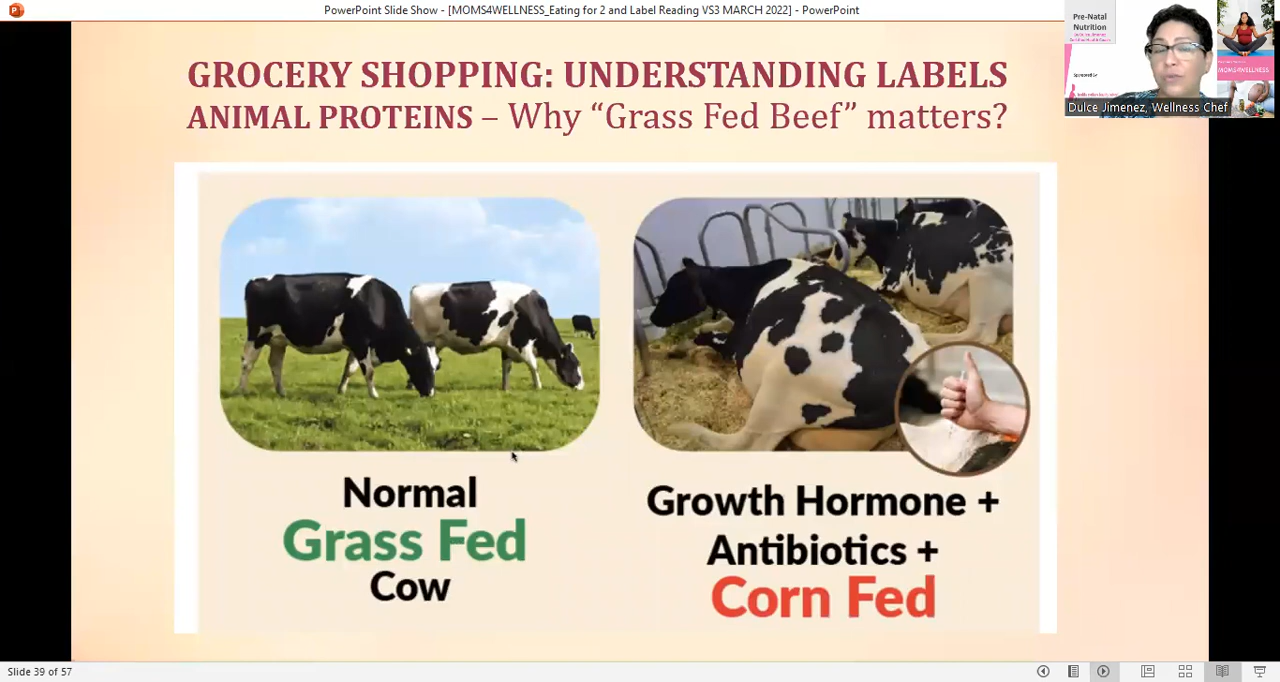 PowerPoint Slide Show - [MOMS4WELLNESS_Eating for 2 and Label Reading VS3 MARCH 2022] - PowerPoint
Pre-Natal
Nutrition
MOMS4WELLNESS
Dulce Jimenez, Wellness Chef
GROCERY SHOPPING: UNDERSTANDING LABELS
ANIMAL PROTEINS – Why “Grass Fed Beef” matters?
Normal
Grass Fed
Cow
Growth Hormone +
Antibiotics +
Corn Fed
Slide 39 of 57